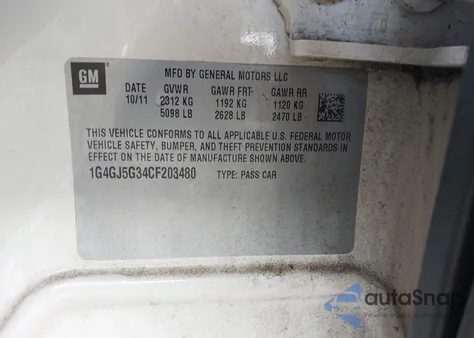 GM
MFD BY GENERAL MOTORS LLC
DATE GVWR GAWR FRT GAWR RR
10/11 2312 KG 1192 KG 1120 KG
5098 LB 2628 LB 2470 LB
THIS VEHICLE CONFORMS TO ALL APPLICABLE U.S. FEDERAL MOTOR
VEHICLE SAFETY, BUMPER, AND THEFT PREVENTION STANDARDS IN
EFFECT ON THE DATE OF MANUFACTURE SHOWN ABOVE.
1G4GJ5G34CF203480 TYPE: PASS CAR
autoSnap